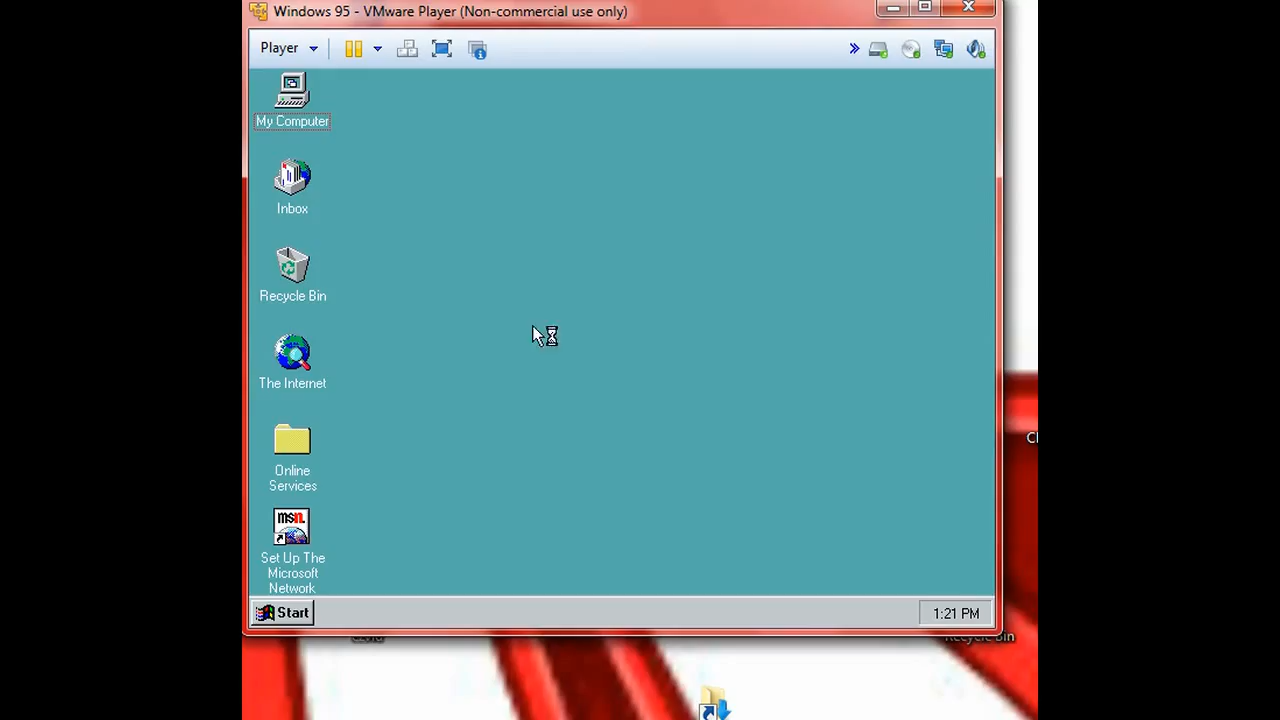 Windows 95 - VMware Player (Non-commercial use only)
Player
My Computer
Inbox
Recycle Bin
The Internet
Online
Services
msn.
Set Up The
Microsoft
Network
Start
1:21 PM
Recycle Bin